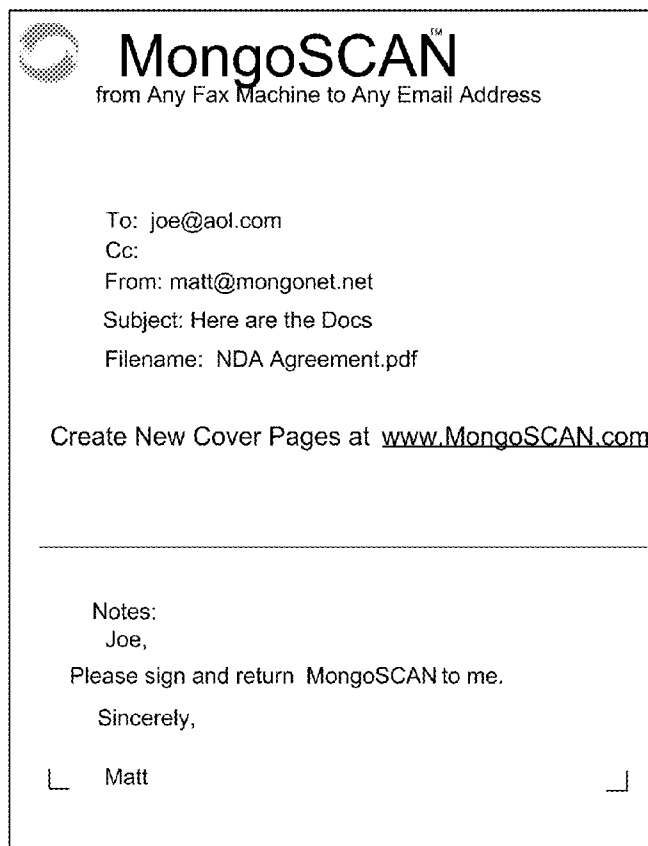 MongoSCAN™
from Any Fax Machine to Any Email Address
To: joe@aol.com
Cc:
From: matt@mongonet.net
Subject: Here are the Docs
Filename: NDA Agreement.pdf
Create New Cover Pages at www.MongoSCAN.com
Notes:
Joe,
Please sign and return MongoSCAN to me.
Sincerely,
Matt